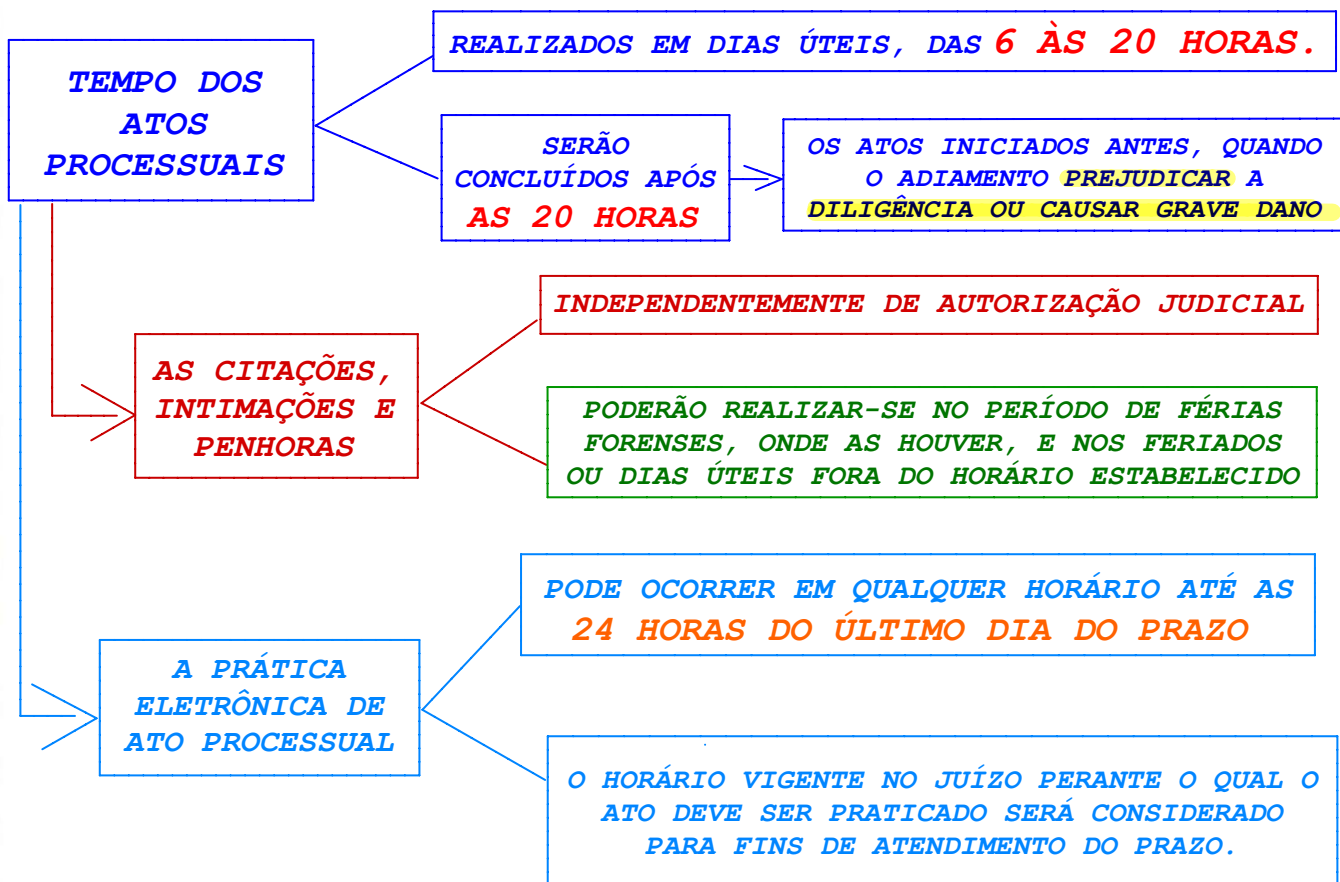 TEMPO DOS
ATOS
PROCESSUAIS
REALIZADOS EM DIAS ÚTEIS, DAS 6 ÀS 20 HORAS.
SERÃO
CONCLUÍDOS APÓS
AS 20 HORAS
OS ATOS INICIADOS ANTES, QUANDO
O ADIAMENTO PREJUDICAR A
DILIGÊNCIA OU CAUSAR GRAVE DANO
AS CITAÇÕES,
INTIMAÇÕES E
PENHORAS
INDEPENDENTEMENTE DE AUTORIZAÇÃO JUDICIAL
PODERÃO REALIZAR-SE NO PERÍODO DE FÉRIAS
FORENSES, ONDE AS HOUVER, E NOS FERIADOS
OU DIAS ÚTEIS FORA DO HORÁRIO ESTABELECIDO
A PRÁTICA
ELETRÔNICA DE
ATO PROCESSUAL
PODE OCORRER EM QUALQUER HORÁRIO ATÉ AS
24 HORAS DO ÚLTIMO DIA DO PRAZO
O HORÁRIO VIGENTE NO JUÍZO PERANTE O QUAL O
ATO DEVE SER PRATICADO SERÁ CONSIDERADO
PARA FINS DE ATENDIMENTO DO PRAZO.